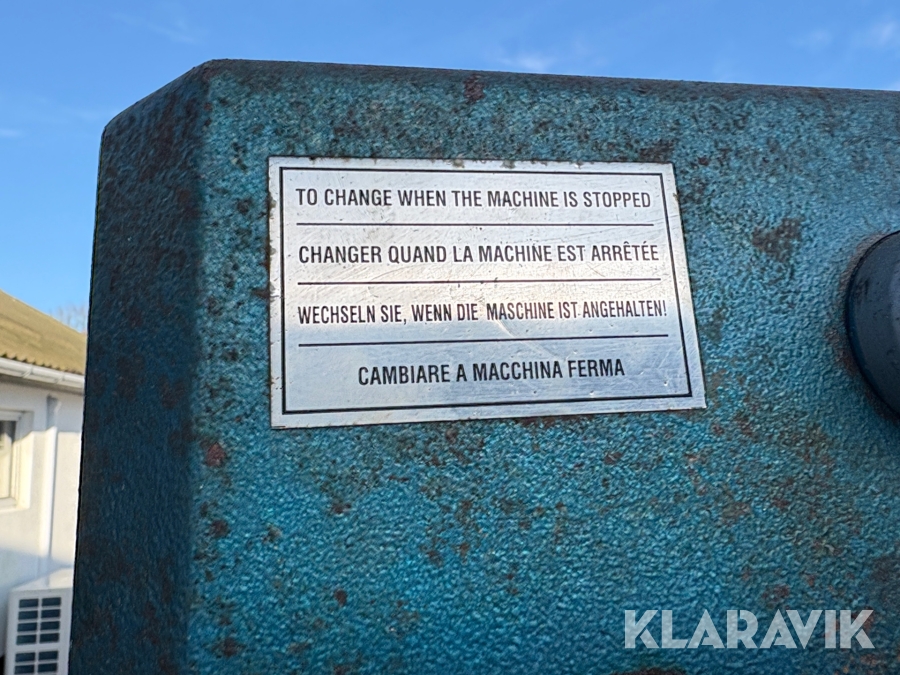 TO CHANGE WHEN THE MACHINE IS STOPPED
CHANGER QUAND LA MACHINE EST ARRÊTÉE
WECHSELN SIE, WENN DIE MASCHINE IST ANGEHALTEN!
CAMBIARE A MACCHINA FERMA
KLARAVIK